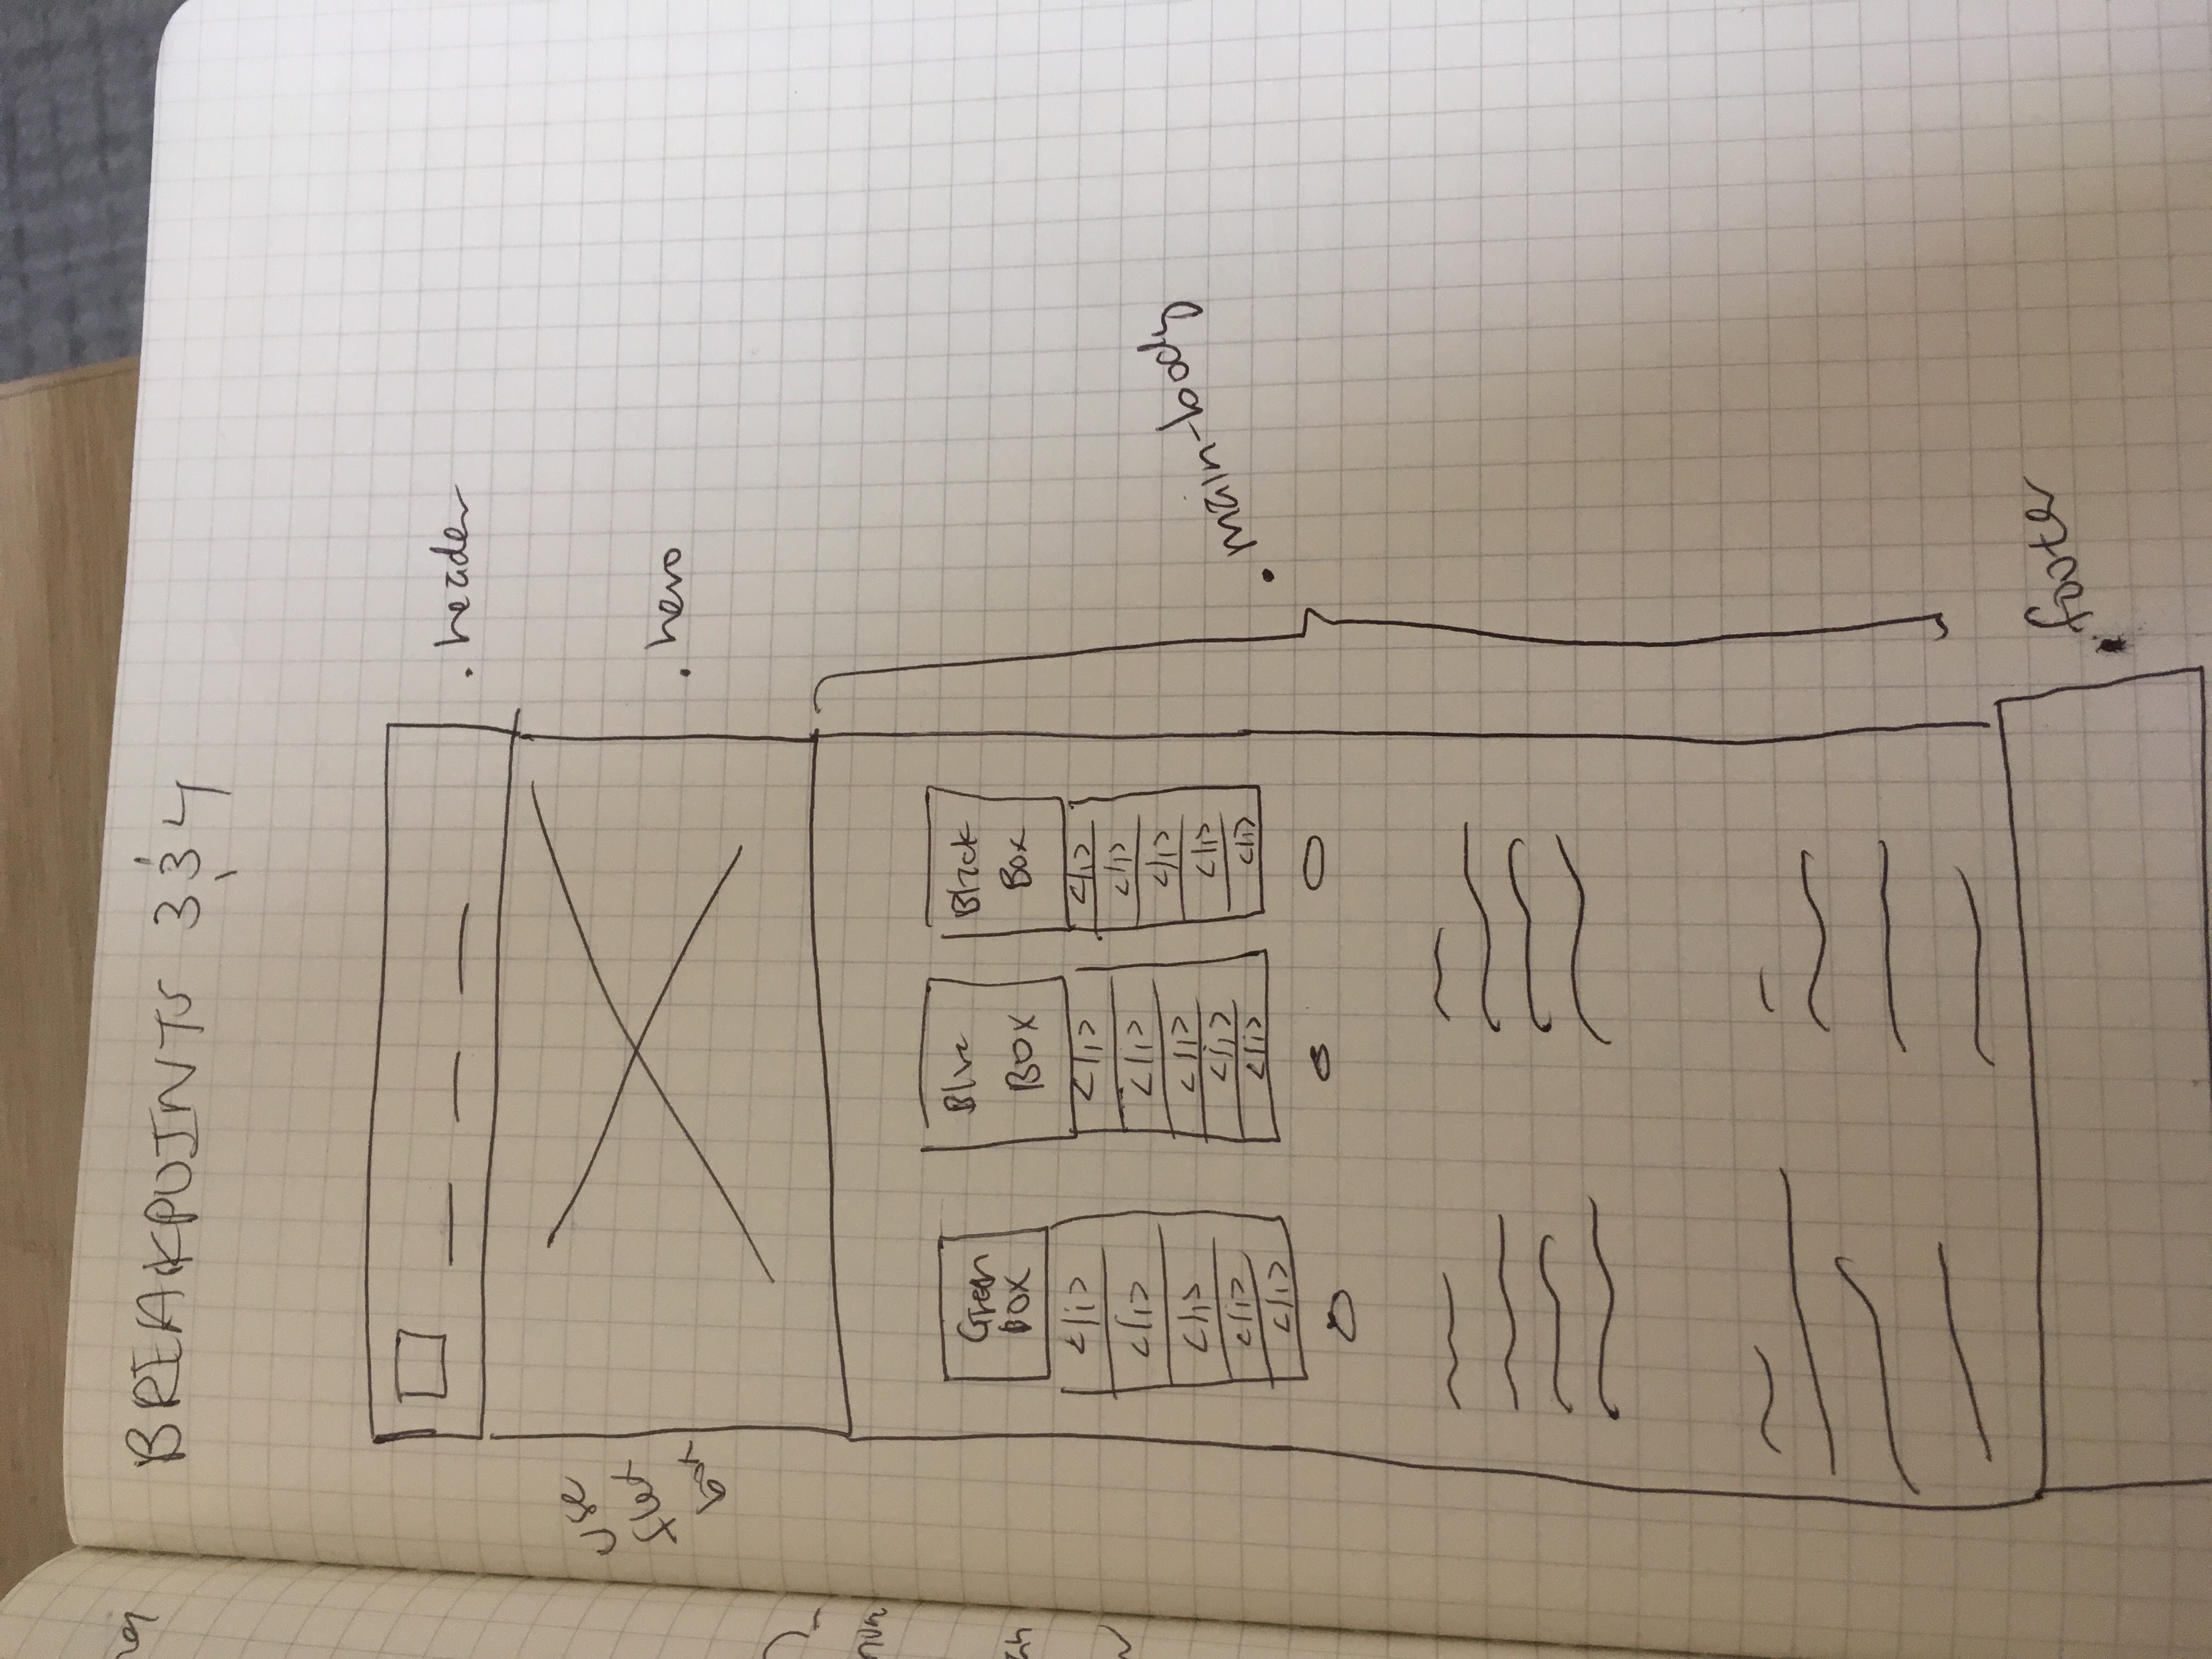 BREAKPOINTS 3 & 4
.header
use
flex
box
.hero
Green
BOX
<li>
<li>
<li>
<li>
<li>
Blue
BOX
<li>
<li>
<li>
<li>
<li>
Black
Box
<li>
<li>
<li>
<li>
<li>
.main-body
.footer